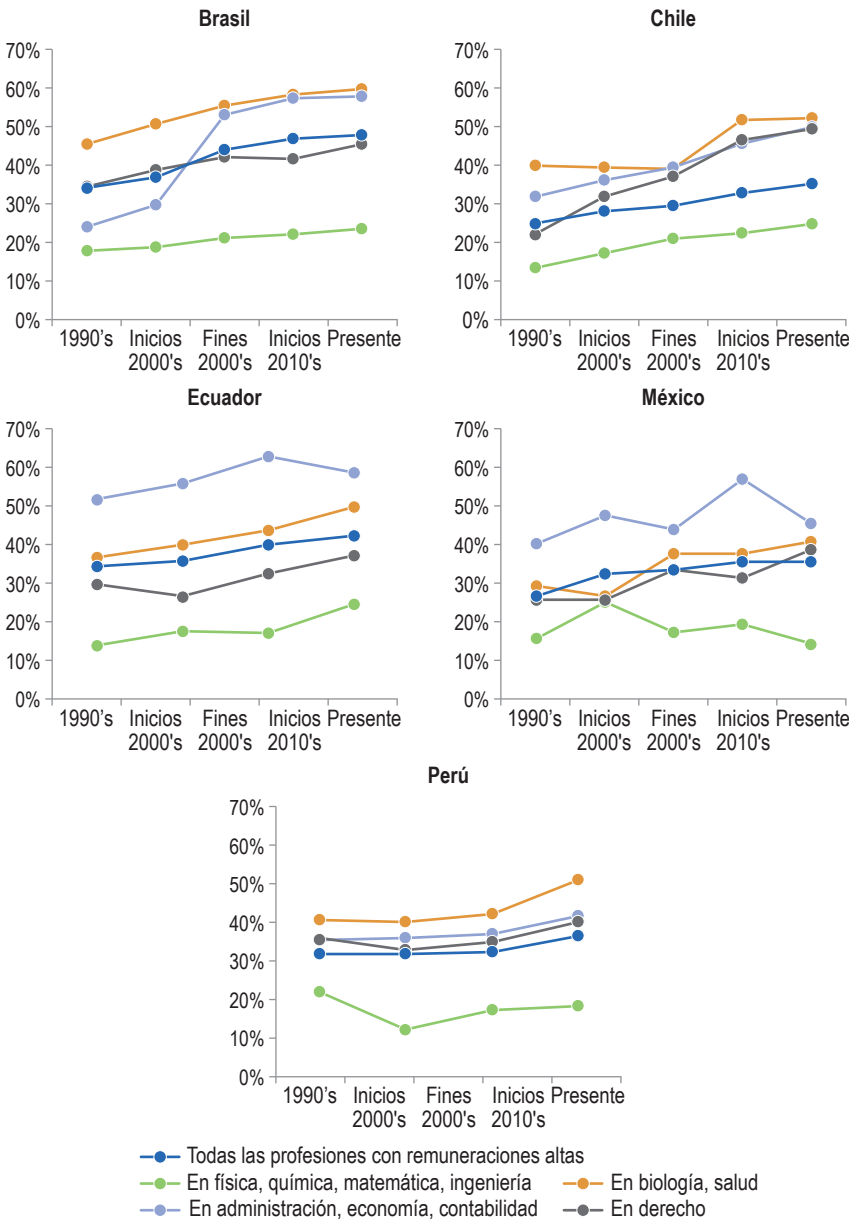 Brasil
70%
60%
50%
40%
30%
20%
10%
0%
1990’s Inicios Fines Inicios Presente
2000's 2000's 2010's
Chile
70%
60%
50%
40%
30%
20%
10%
0%
1990’s Inicios Fines Inicios Presente
2000's 2000's 2010's
Ecuador
70%
60%
50%
40%
30%
20%
10%
0%
1990’s Inicios Fines Inicios Presente
2000's 2000's 2010's
México
70%
60%
50%
40%
30%
20%
10%
0%
1990’s Inicios Fines Inicios Presente
2000's 2000's 2010's
Perú
70%
60%
50%
40%
30%
20%
10%
0%
1990’s Inicios Fines Inicios Presente
2000's 2000's 2010's
Todas las profesiones con remuneraciones altas
En física, química, matemática, ingeniería En biología, salud
En administración, economía, contabilidad En derecho